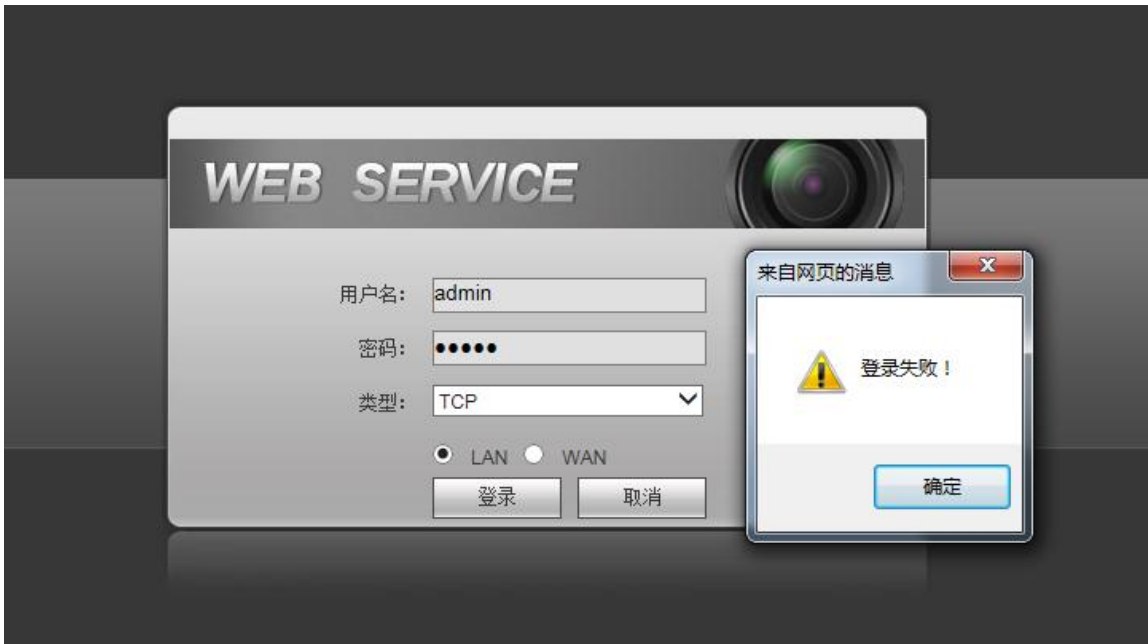 WEB SERVICE
用户名：
admin
密码：
●●●●●
类型：
TCP
LAN
WAN
登录
取消
来自网页的消息
登录失败！
确定